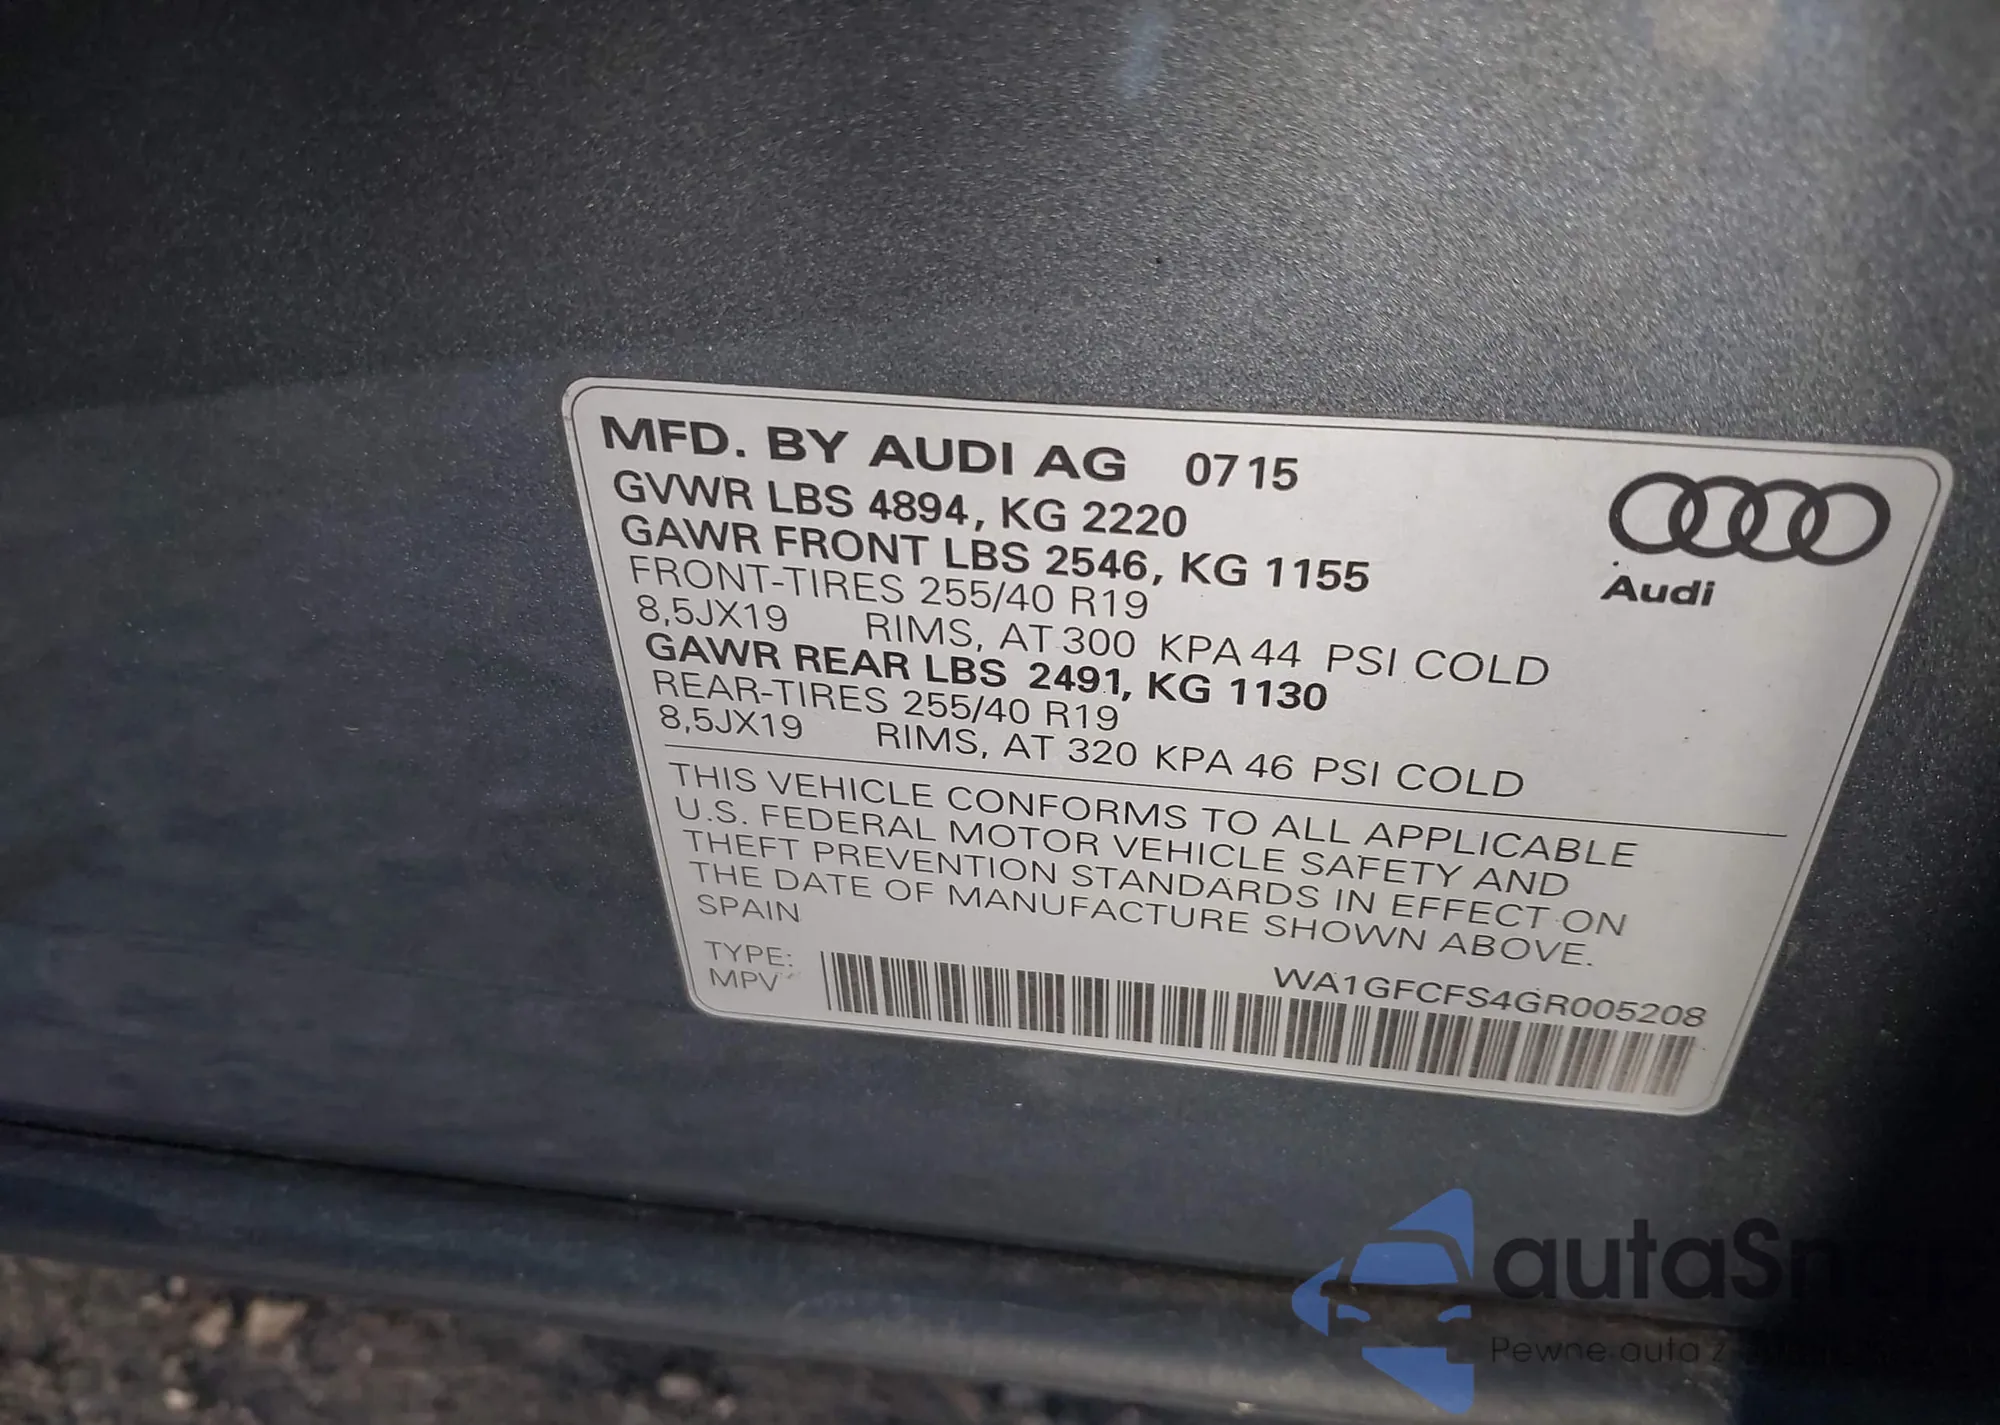 MFD. BY AUDI AG 0715
GVWR LBS 4894, KG 2220
GAWR FRONT LBS 2546, KG 1155
FRONT-TIRES 255/40 R19
8,5JX19 RIMS, AT 300 KPA 44 PSI COLD
GAWR REAR LBS 2491, KG 1130
REAR-TIRES 255/40 R19
8,5JX19 RIMS, AT 320 KPA 46 PSI COLD
Audi
THIS VEHICLE CONFORMS TO ALL APPLICABLE
U.S. FEDERAL MOTOR VEHICLE SAFETY AND
THEFT PREVENTION STANDARDS IN EFFECT ON
THE DATE OF MANUFACTURE SHOWN ABOVE.
SPAIN
TYPE:
MPV
WA1GFCFS4GR005208
autaSnap
Pewne auta z